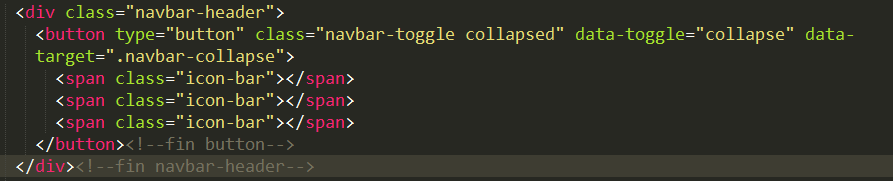 <div class="navbar-header">
<button type="button" class="navbar-toggle collapsed" data-toggle="collapse" data-
target=".navbar-collapse">
<span class="icon-bar"></span>
<span class="icon-bar"></span>
<span class="icon-bar"></span>
</button><!--fin button-->
</div><!--fin navbar-header-->